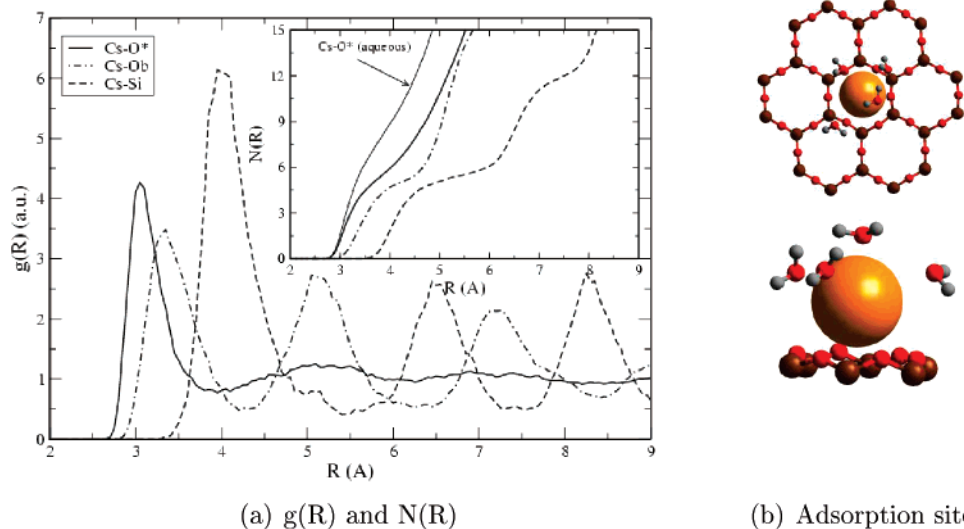 7
6
5
4
3
2
1
0
g(R) (a.u.)
Cs-O*
Cs-Ob
Cs-Si
15
12
9
6
3
0
N(R)
Cs-O* (aqueous)
2 3 4 5 6 7 8
R (A)
2 3 4 5 6 7 8 9
R (A)
(a) g(R) and N(R)
(b) Adsorption site